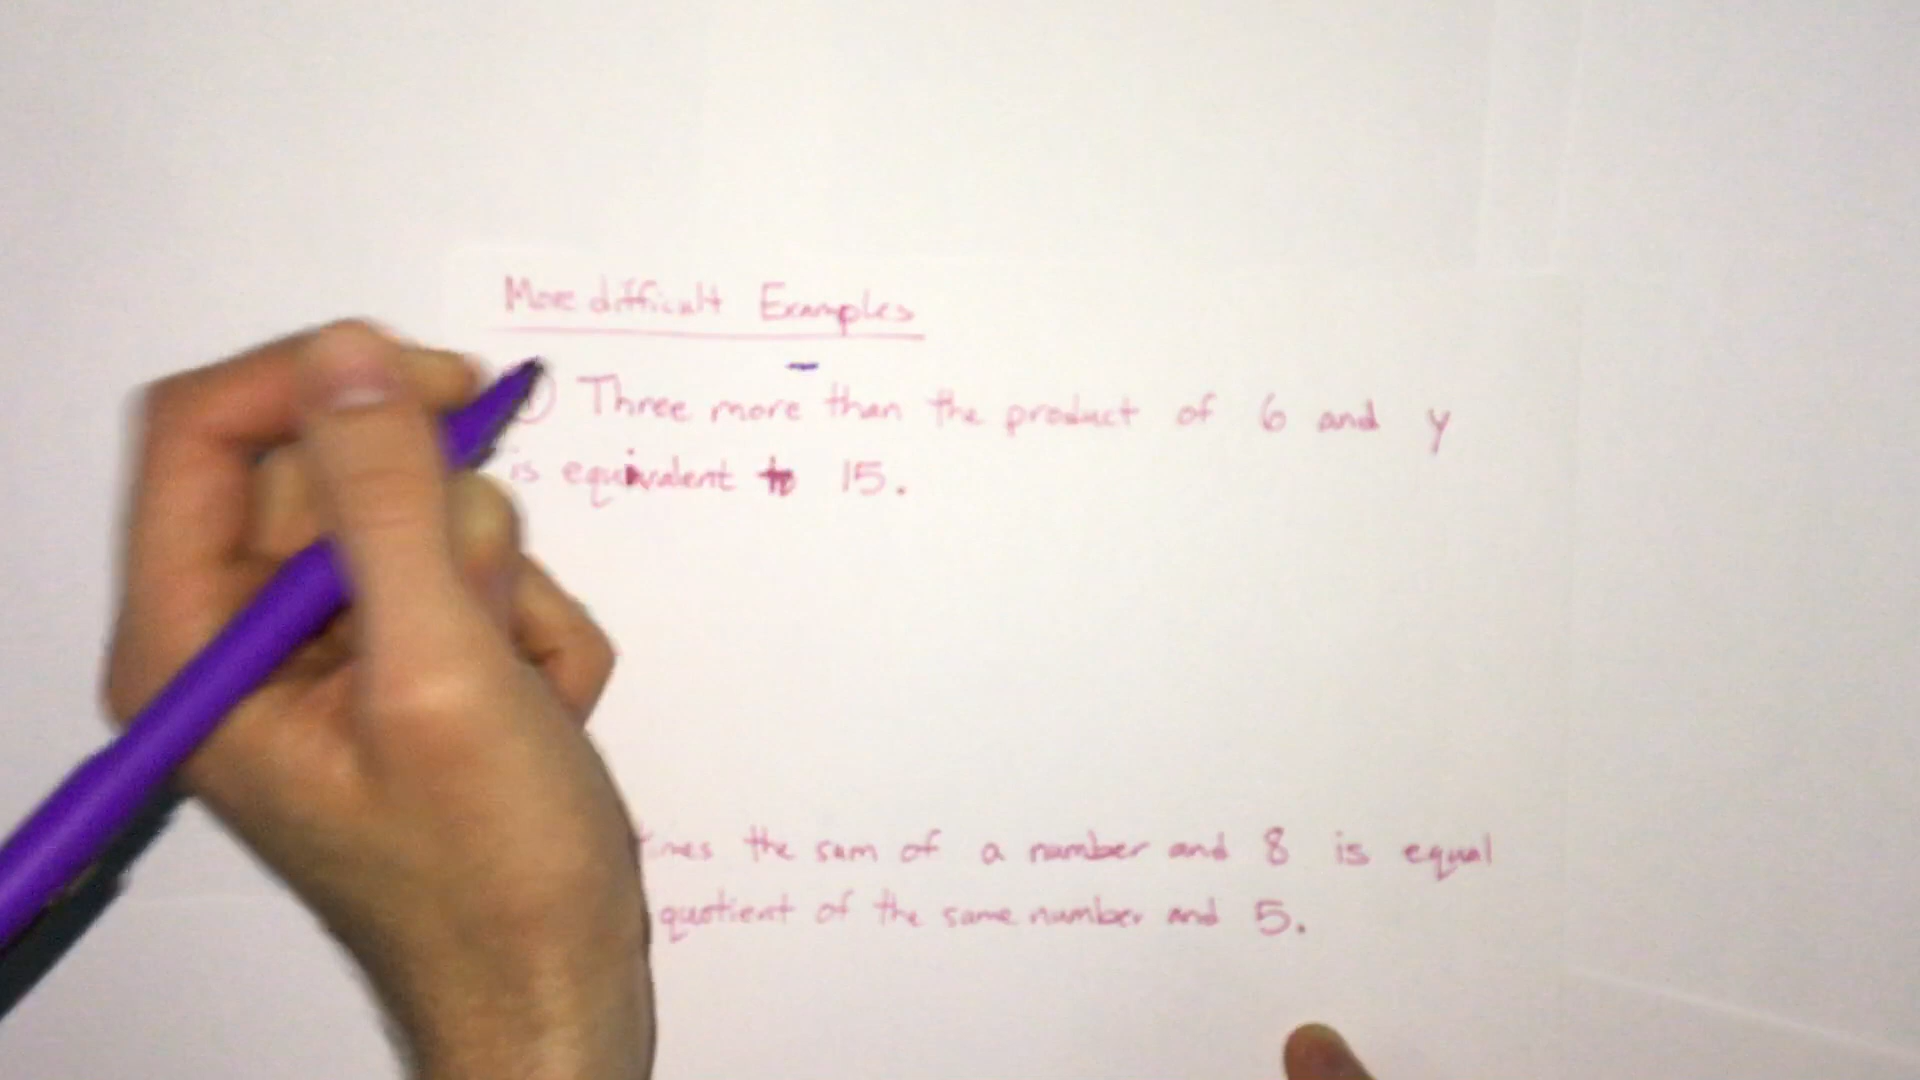 More difficult Examples
Three more than the product of 6 and y
is equivalent to 15.
times the sum of a number and 8 is equal
quotient of the same number and 5.